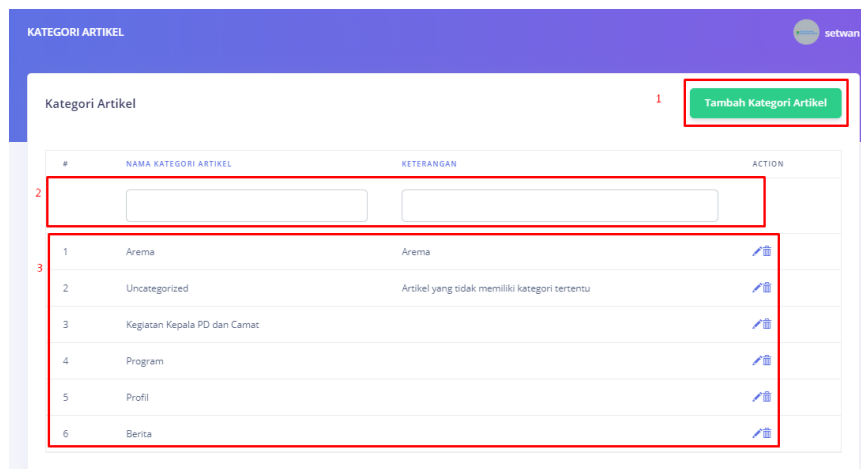 KATEGORI ARTIKEL
setwan
Kategori Artikel
1
Tambah Kategori Artikel
# NAMA KATEGORI ARTIKEL KETERANGAN ACTION
2
3
1 Arema Arema
2 Uncategorized Artikel yang tidak memiliki kategori tertentu
3 Kegiatan Kepala PD dan Camat
4 Program
5 Profil
6 Berita